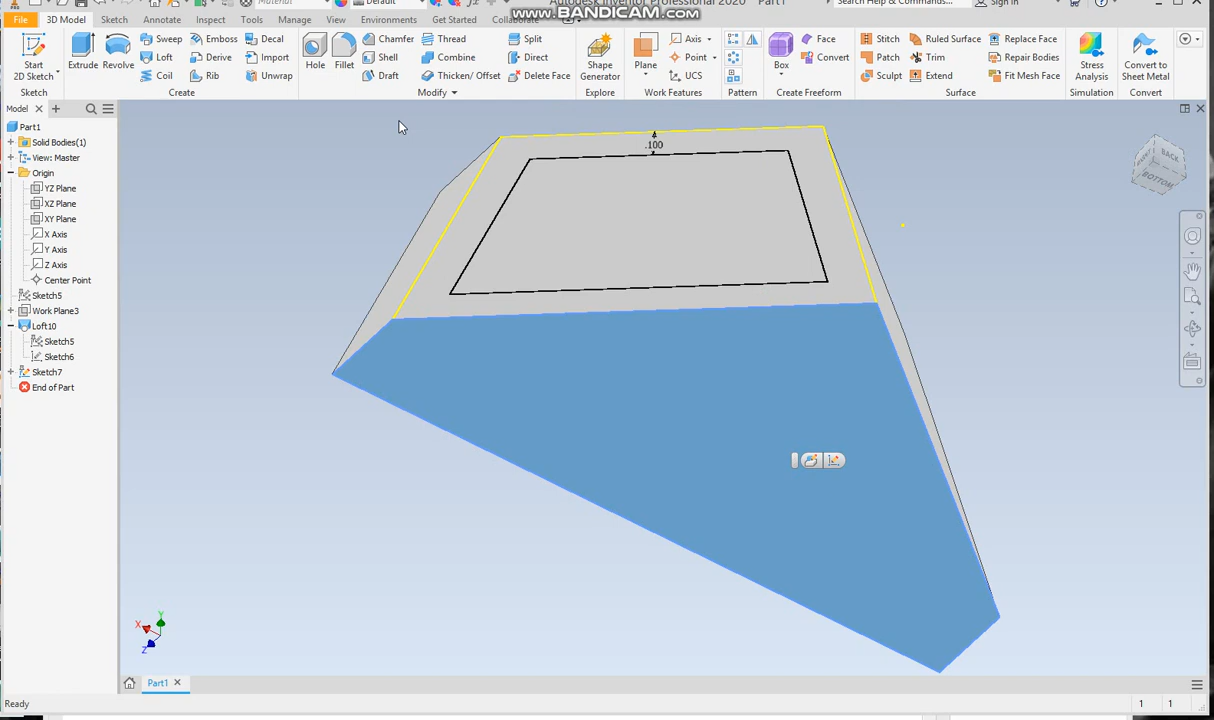 Default
Autodesk Inventor Professional 2020 Part1
www.BANDICAM.com
Search Help & Commands...
Sign In
File 3D Model Sketch Annotate Inspect Tools Manage View Environments Get Started Collaborate
Start
2D Sketch
Sketch
Extrude
Revolve
Sweep
Loft
Coil
Emboss
Derive
Rib
Decal
Import
Unwrap
Create
Hole
Fillet
Chamfer
Shell
Draft
Thread
Combine
Thicken/ Offset
Split
Direct
Delete Face
Modify
Shape
Generator
Explore
Plane
Axis
Point
UCS
Work Features
Pattern
Box
Face
Convert
Create Freeform
Stitch
Patch
Sculpt
Ruled Surface
Trim
Extend
Replace Face
Repair Bodies
Fit Mesh Face
Surface
Stress
Analysis
Simulation
Convert to
Sheet Metal
Convert
Model
Part1
Solid Bodies(1)
View: Master
Origin
YZ Plane
XZ Plane
XY Plane
X Axis
Y Axis
Z Axis
Center Point
Sketch5
Work Plane3
Loft10
Sketch5
Sketch6
Sketch7
End of Part
.100
BACK
BOTTOM
X
Y
Z
Part1
Ready
1 1